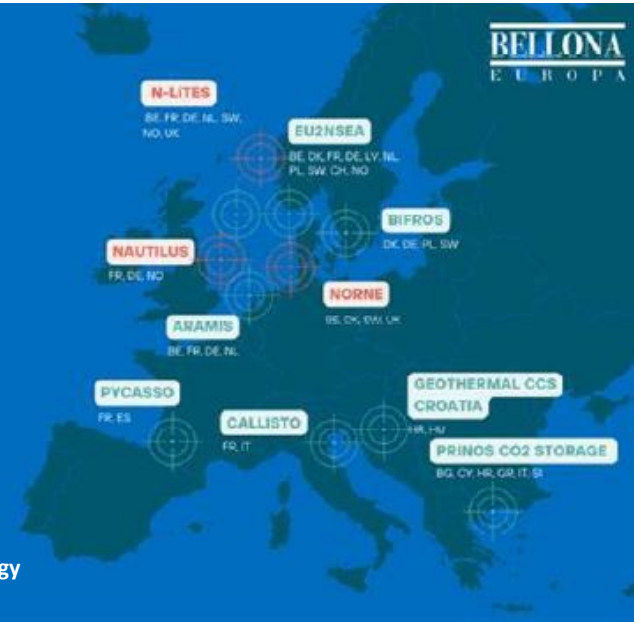 BELLONA
EUROPA
N-LITES
BE, FR, DE, NL, SW,
NO, UK
EU2NSEA
BE, DK, FR, DE, LV, NL,
PL, SW, CH, NO
BIFROS
DK, DE, PL, SW
NAUTILUS
FR, DE, NO
NORNE
BE, DK, SW, UK
ARAMIS
BE, FR, DE, NL
PYCASSO
FR, ES
CALLISTO
FR, IT
GEOTHERMAL CCS
CROATIA
HR, HU
PRINOS CO2 STORAGE
BG, CY, HR, GR, IT, SI
gy